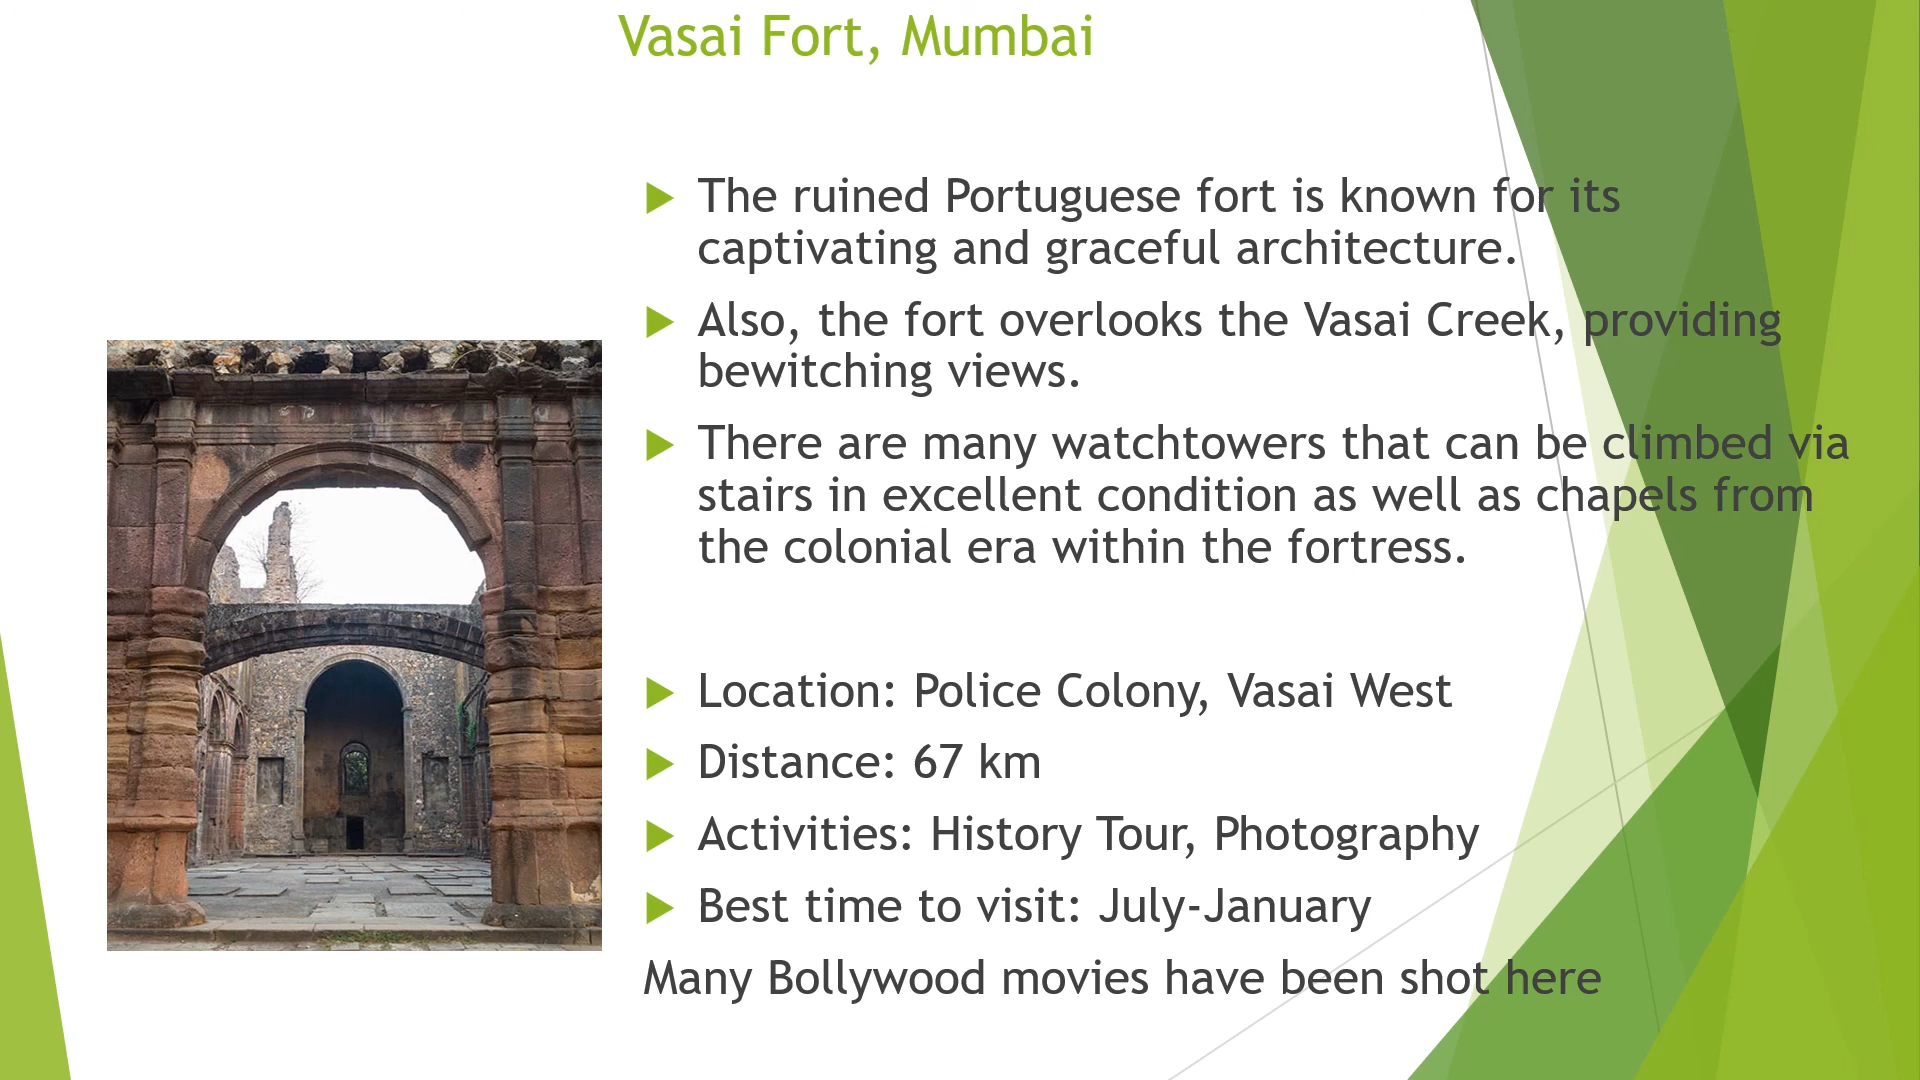 Vasai Fort, Mumbai
The ruined Portuguese fort is known for its
captivating and graceful architecture.
Also, the fort overlooks the Vasai Creek, providing
bewitching views.
There are many watchtowers that can be climbed via
stairs in excellent condition as well as chapels from
the colonial era within the fortress.
Location: Police Colony, Vasai West
Distance: 67 km
Activities: History Tour, Photography
Best time to visit: July-January
Many Bollywood movies have been shot here